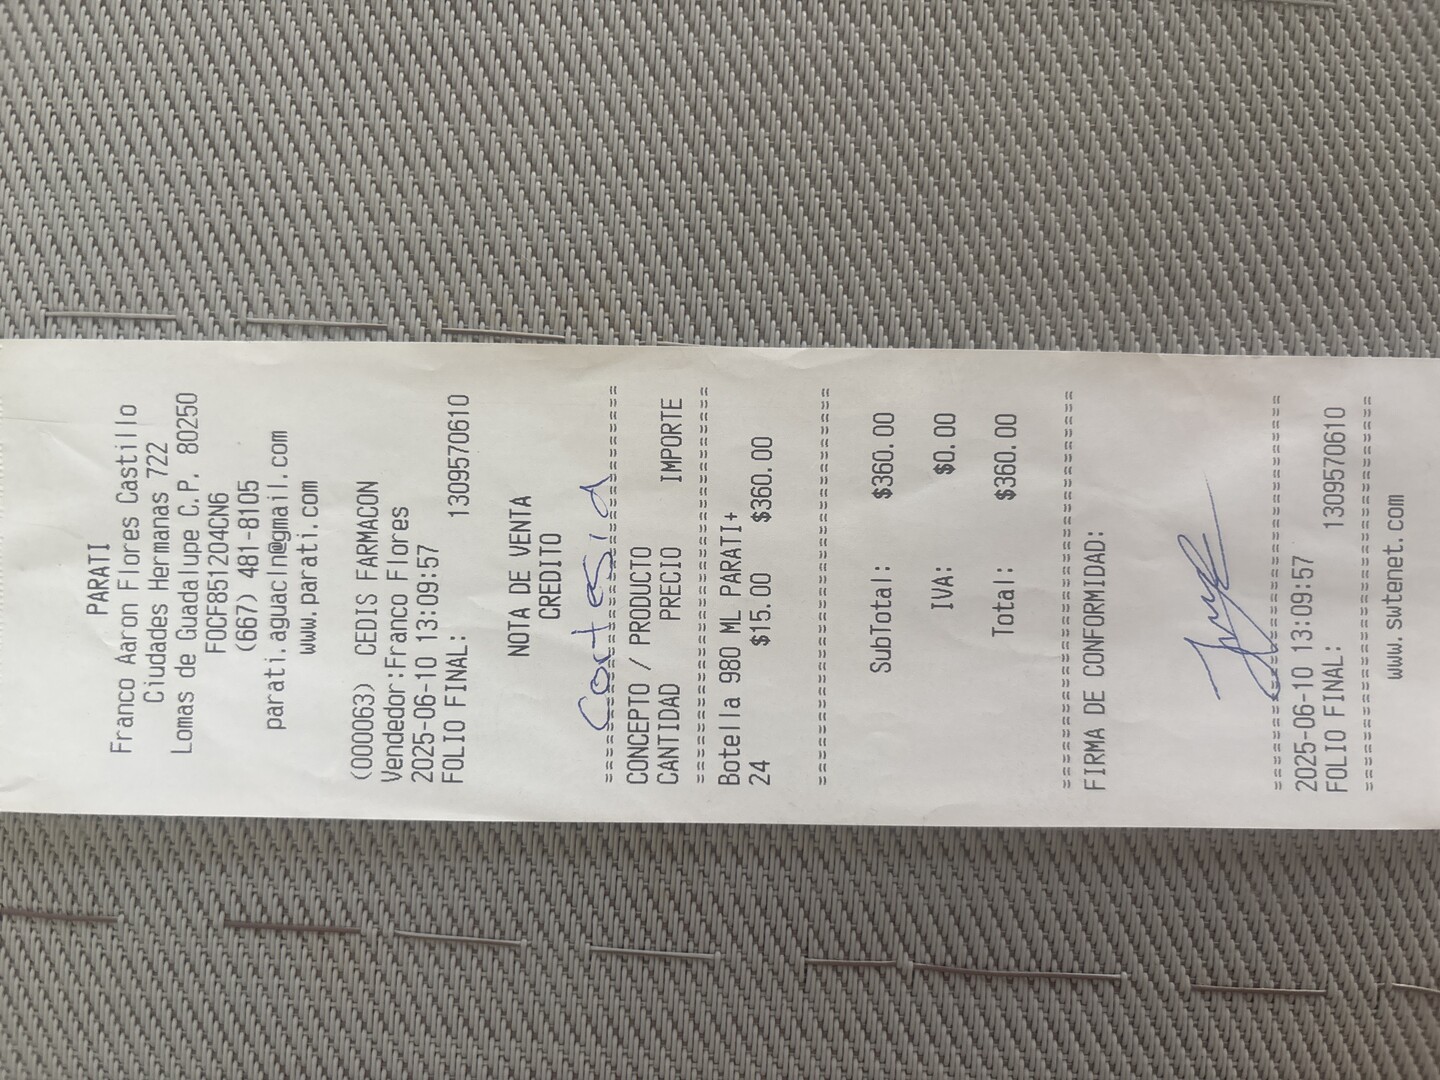 PARATI
Franco Aaron Flores Castillo
Ciudades Hermanas 722
Lomas de Guadalupe C.P. 80250
FOCF851204CN6
(667) 481-8105
parati.aguacln@gmail.com
www.parati.com
(000063) CEDIS FARMACON
Vendedor:Franco Flores
2025-06-10 13:09:57
FOLIO FINAL: 1309570610
NOTA DE VENTA
CREDITO
Cortesia
CONCEPTO / PRODUCTO
CANTIDAD PRECIO IMPORTE
Botella 980 ML PARATI+
24 $15.00 $360.00
SubTotal: $360.00
IVA: $0.00
Total: $360.00
FIRMA DE CONFORMIDAD:
2025-06-10 13:09:57
FOLIO FINAL: 1309570610
www.swtenet.com